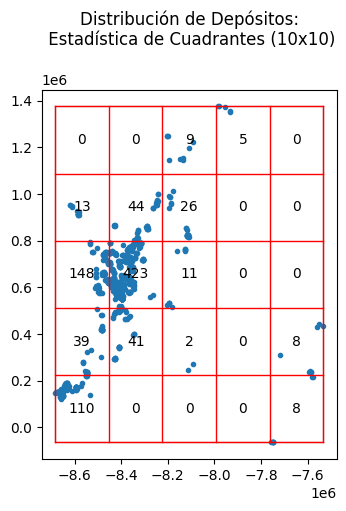 Distribución de Depósitos:
Estadística de Cuadrantes (10x10)
1e6
1.4
1.2
1.0
0.8
0.6
0.4
0.2
0.0
0 0 9 5 0
13 44 26 0 0
148 423 11 0 0
39 41 2 0 8
110 0 0 0 8
−8.6 −8.4 −8.2 −8.0 −7.8 −7.6
1e6